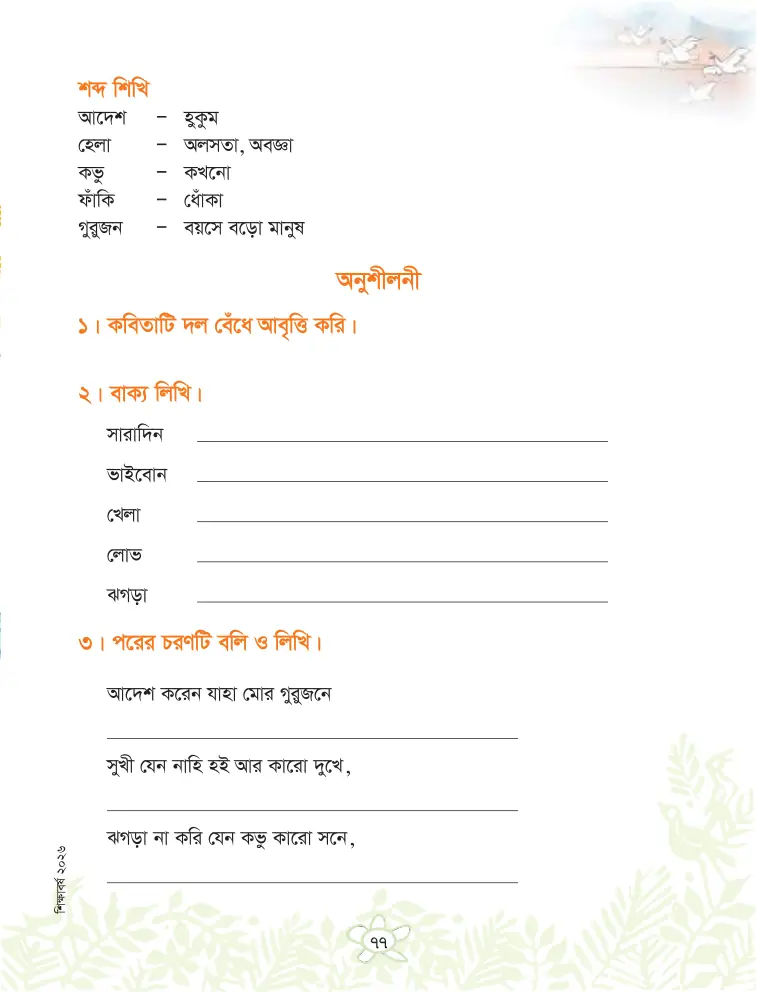 শব্দ শিখি
আদেশ – হুকুম
হেলা – অলসতা, অবজ্ঞা
কভু – কখনো
ফাঁকি – ধোঁকা
গুরুজন – বয়সে বড়ো মানুষ
অনুশীলনী
১। কবিতাটি দল বেঁধে আবৃত্তি করি।
২। বাক্য লিখি।
সারাদিন
ভাইবোন
খেলা
লোভ
ঝগড়া
৩। পরের চরণটি বলি ও লিখি।
আদেশ করেন যাহা মোর গুরুজনে
সুখী যেন নাহি হই আর কারো দুখে,
ঝগড়া না করি যেন কভু কারো সনে,
শিক্ষাবর্ষ ২০২৬
৭৭